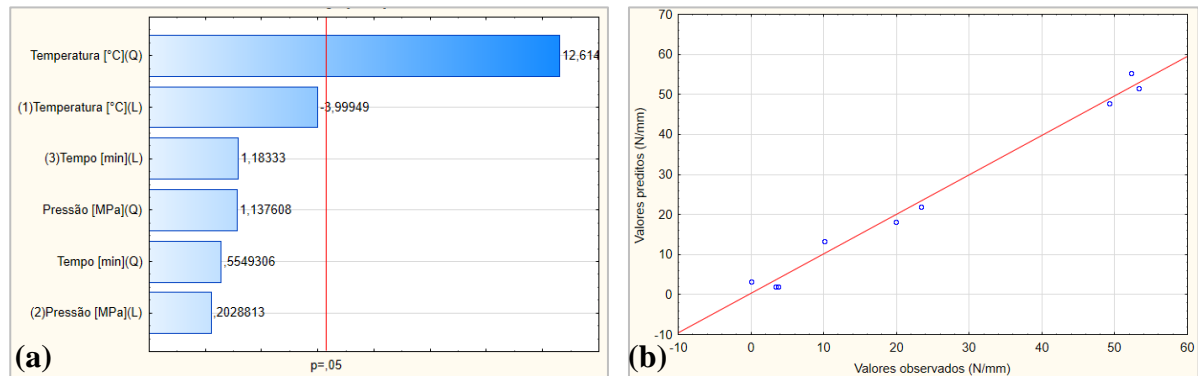 Temperatura [°C](Q)
12,614
(1)Temperatura [°C](L)
-3,99949
(3)Tempo [min](L)
1,18333
Pressão [MPa](Q)
1,137608
Tempo [min](Q)
,5549306
(2)Pressão [MPa](L)
,2028813
p=,05
(a)
Valores preditos (N/mm)
70
60
50
40
30
20
10
0
-10
-10 0 10 20 30 40 50 60
Valores observados (N/mm)
(b)